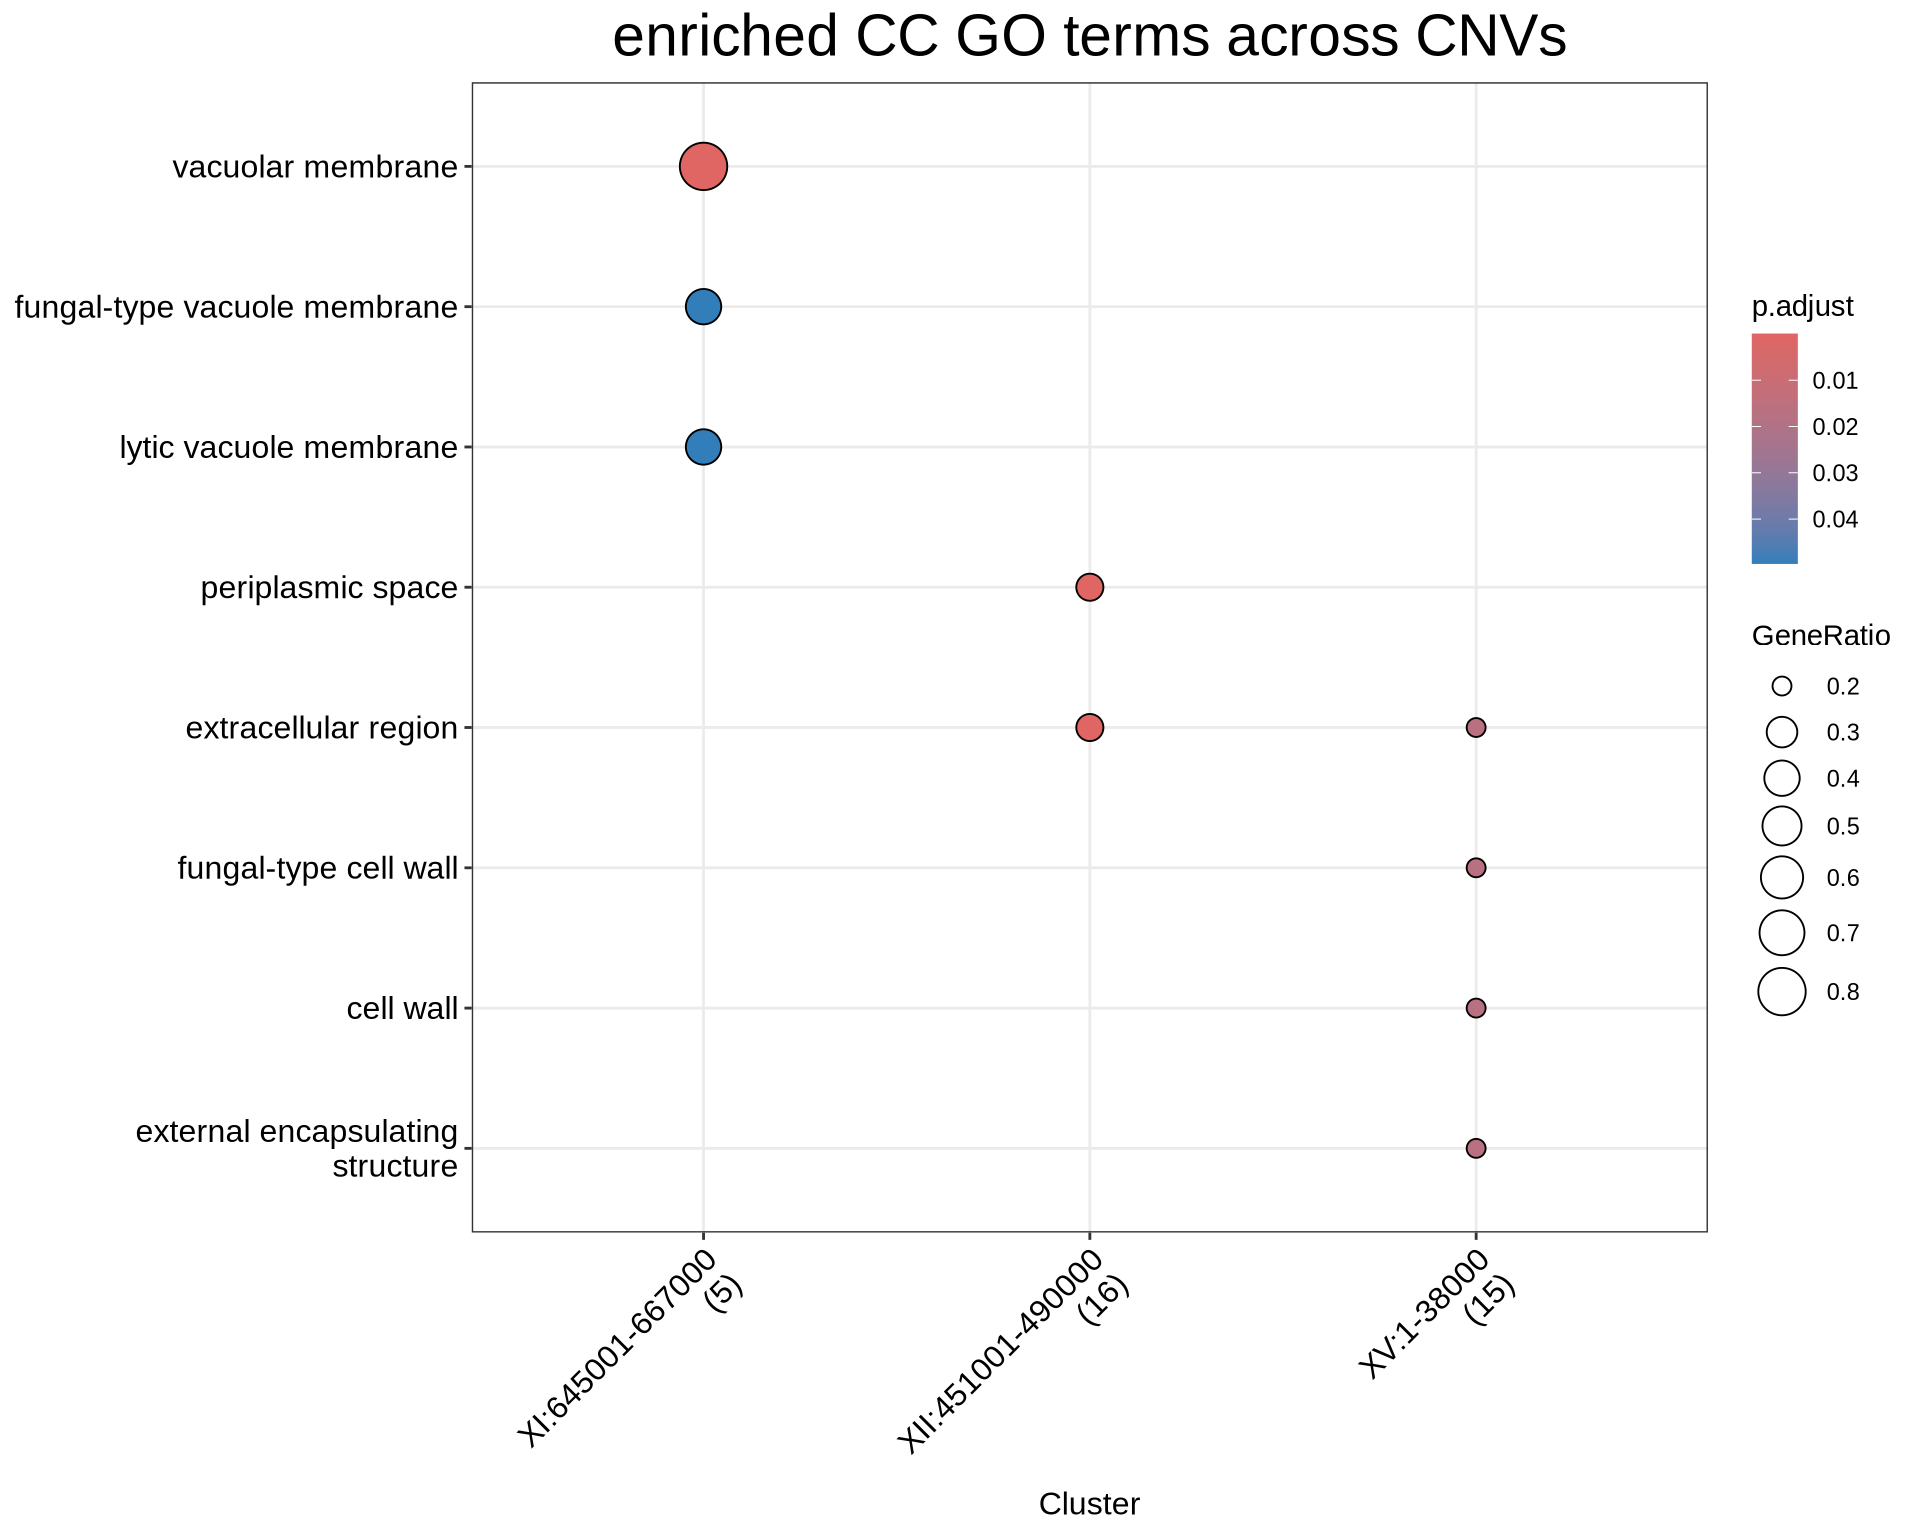 enriched CC GO terms across CNVs
vacuolar membrane
fungal-type vacuole membrane
lytic vacuole membrane
periplasmic space
extracellular region
fungal-type cell wall
cell wall
external encapsulating
structure
XI:645001-667000
(5)
XII:451001-490000
(16)
XV:1-38000
(15)
Cluster
p.adjust
0.01
0.02
0.03
0.04
GeneRatio
0.2
0.3
0.4
0.5
0.6
0.7
0.8